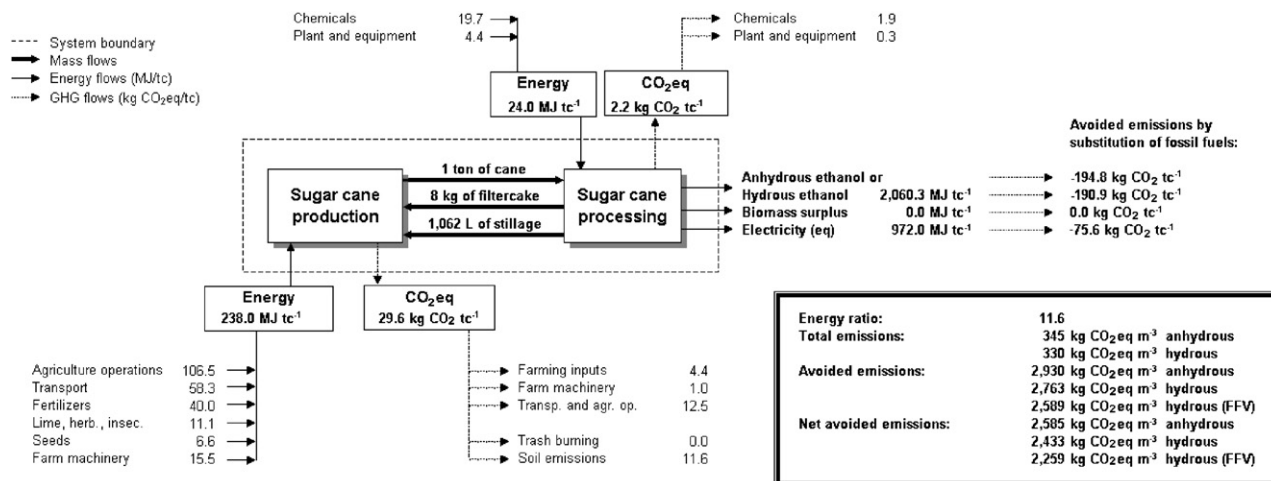 Chemicals 19.7
Plant and equipment 4.4
Chemicals 1.9
Plant and equipment 0.3
System boundary
Mass flows
Energy flows (MJ/tc)
GHG flows (kg CO₂eq/tc)
Energy
24.0 MJ tc⁻¹
CO₂eq
2.2 kg CO₂ tc⁻¹
Avoided emissions by
substitution of fossil fuels:
Sugar cane
production
1 ton of cane
8 kg of filtercake
1,062 L of stillage
Sugar cane
processing
Anhydrous ethanol or -194.8 kg CO₂ tc⁻¹
Hydrous ethanol 2,060.3 MJ tc⁻¹ -190.9 kg CO₂ tc⁻¹
Biomass surplus 0.0 MJ tc⁻¹ 0.0 kg CO₂ tc⁻¹
Electricity (eq) 972.0 MJ tc⁻¹ -75.6 kg CO₂ tc⁻¹
Energy
238.0 MJ tc⁻¹
CO₂eq
29.6 kg CO₂ tc⁻¹
Agriculture operations 106.5
Transport 58.3
Fertilizers 40.0
Lime, herb., insec. 11.1
Seeds 6.6
Farm machinery 15.5
Farming inputs 4.4
Farm machinery 1.0
Transp. and agr. op. 12.5
Trash burning 0.0
Soil emissions 11.6
Energy ratio: 11.6
Total emissions: 345 kg CO₂eq m⁻³ anhydrous
330 kg CO₂eq m⁻³ hydrous
Avoided emissions: 2,930 kg CO₂eq m⁻³ anhydrous
2,763 kg CO₂eq m⁻³ hydrous
2,589 kg CO₂eq m⁻³ hydrous (FFV)
Net avoided emissions: 2,585 kg CO₂eq m⁻³ anhydrous
2,433 kg CO₂eq m⁻³ hydrous
2,259 kg CO₂eq m⁻³ hydrous (FFV)